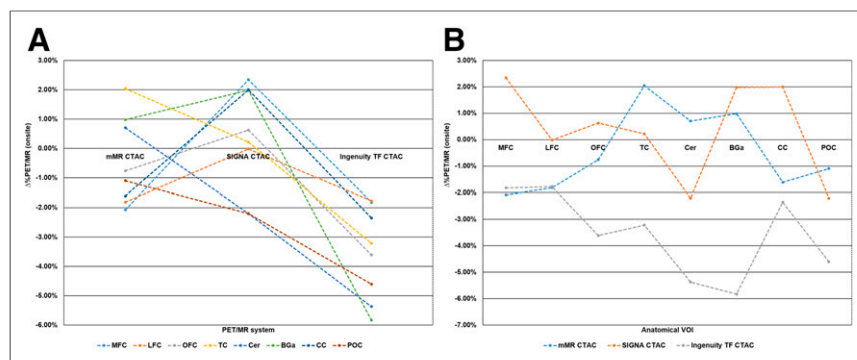 A
3.00%
2.00%
1.00%
0.00%
-1.00%
-2.00%
-3.00%
-4.00%
-5.00%
-6.00%
Δ%PET/MR (onsite)
mMR CTAC SIGNA CTAC Ingenuity TF CTAC
PET/MR system
MFC LFC OFC TC Cer BGa CC POC
B
3.00%
2.00%
1.00%
0.00%
-1.00%
-2.00%
-3.00%
-4.00%
-5.00%
-6.00%
-7.00%
Δ%PET/MR (onsite)
MFC LFC OFC TC Cer BGa CC POC
Anatomical VOI
mMR CTAC SIGNA CTAC Ingenuity TF CTAC